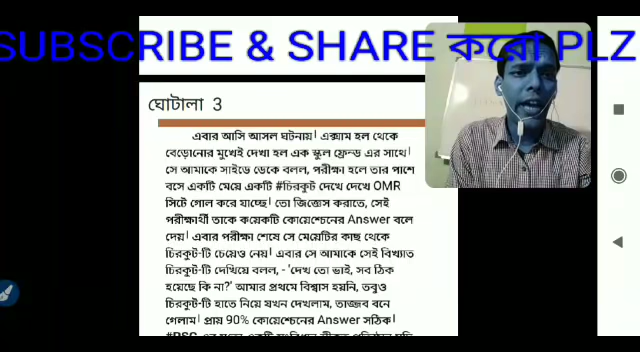 SUBSCRIBE & SHARE করো PLZ
ঘোটালা 3
এবার আসি আসল ঘটনায়। এক্সাম হল থেকে
বেড়োনোর মুখেই দেখা হল এক স্কুল ফ্রেন্ড এর সাথে।
সে আমাকে সাইডে ডেকে বলল, পরীক্ষা হলে তার পাশে
বসে একটি মেয়ে একটি #চিরকুট দেখে দেখে OMR
সিটে গোল করে যাচ্ছে। তো জিজ্ঞেস করাতে, সেই
পরীক্ষার্থী তাকে কয়েকটি কোয়েশ্চেনের Answer বলে
দেয়। এবার পরীক্ষা শেষে সে মেয়েটির কাছ থেকে
চিরকুট-টি চেয়েও নেয়। এবার সে আমাকে সেই বিখ্যাত
চিরকুট-টি দেখিয়ে বলল, - 'দেখ তো ভাই, সব ঠিক
হয়েছে কি না?' আমার প্রথমে বিশ্বাস হয়নি, তবুও
চিরকুট-টি হাতে নিয়ে যখন দেখলাম, তাজ্জব বনে
গেলাম। প্রায় 90% কোয়েশ্চেনের Answer সঠিক।